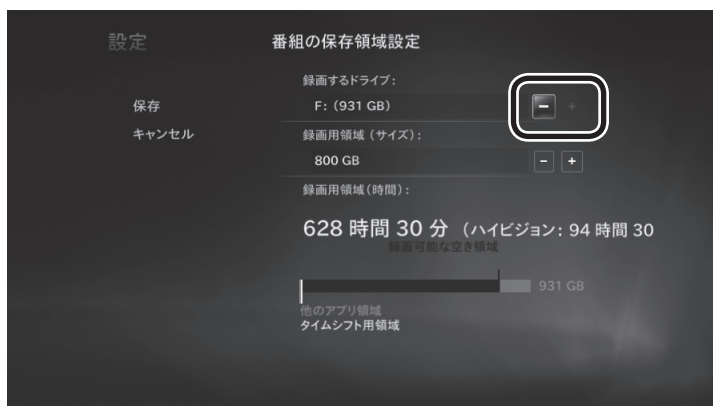 設定
番組の保存領域設定
保存
キャンセル
録画するドライブ:
F: (931 GB)
− +
録画用領域 (サイズ):
800 GB
− +
録画用領域(時間):
628 時間 30 分 (ハイビジョン: 94 時間 30
録画可能な空き領域
931 GB
他のアプリ領域
タイムシフト用領域